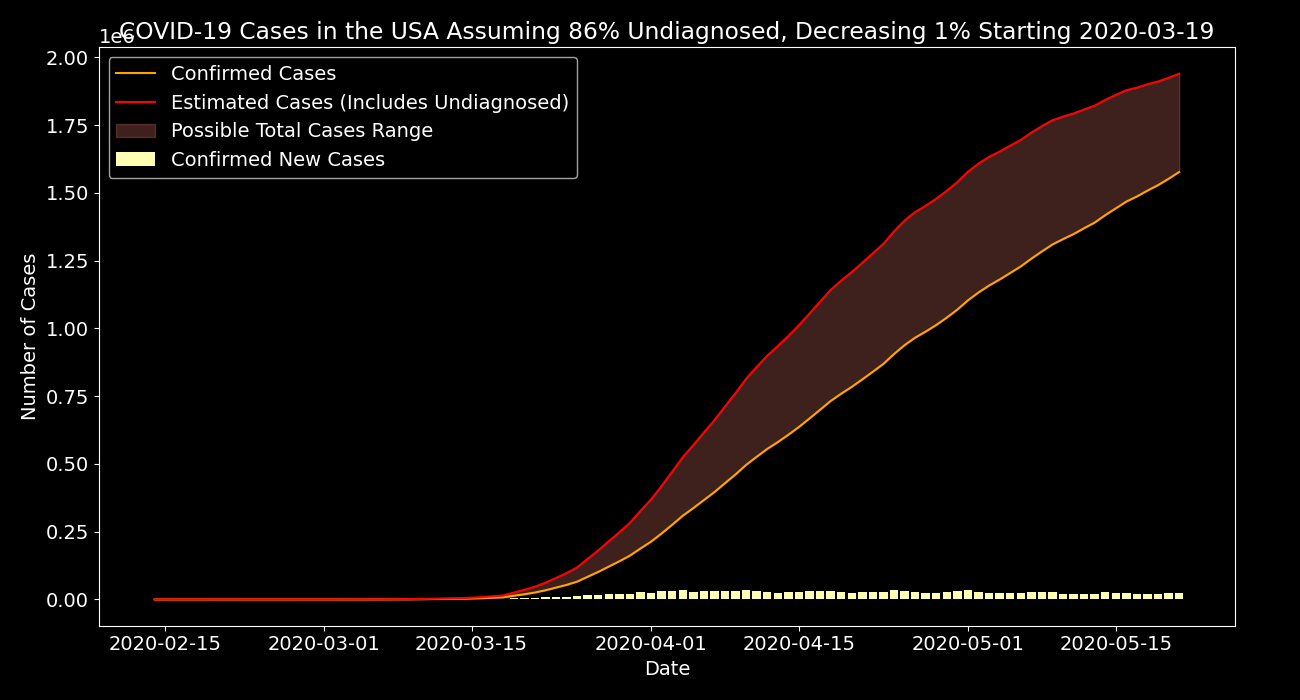 COVID-19 Cases in the USA Assuming 86% Undiagnosed, Decreasing 1% Starting 2020-03-19
1e6
Confirmed Cases
Estimated Cases (Includes Undiagnosed)
Possible Total Cases Range
Confirmed New Cases
2.00
1.75
1.50
1.25
1.00
0.75
0.50
0.25
0.00
Number of Cases
2020-02-15 2020-03-01 2020-03-15 2020-04-01 2020-04-15 2020-05-01 2020-05-15
Date